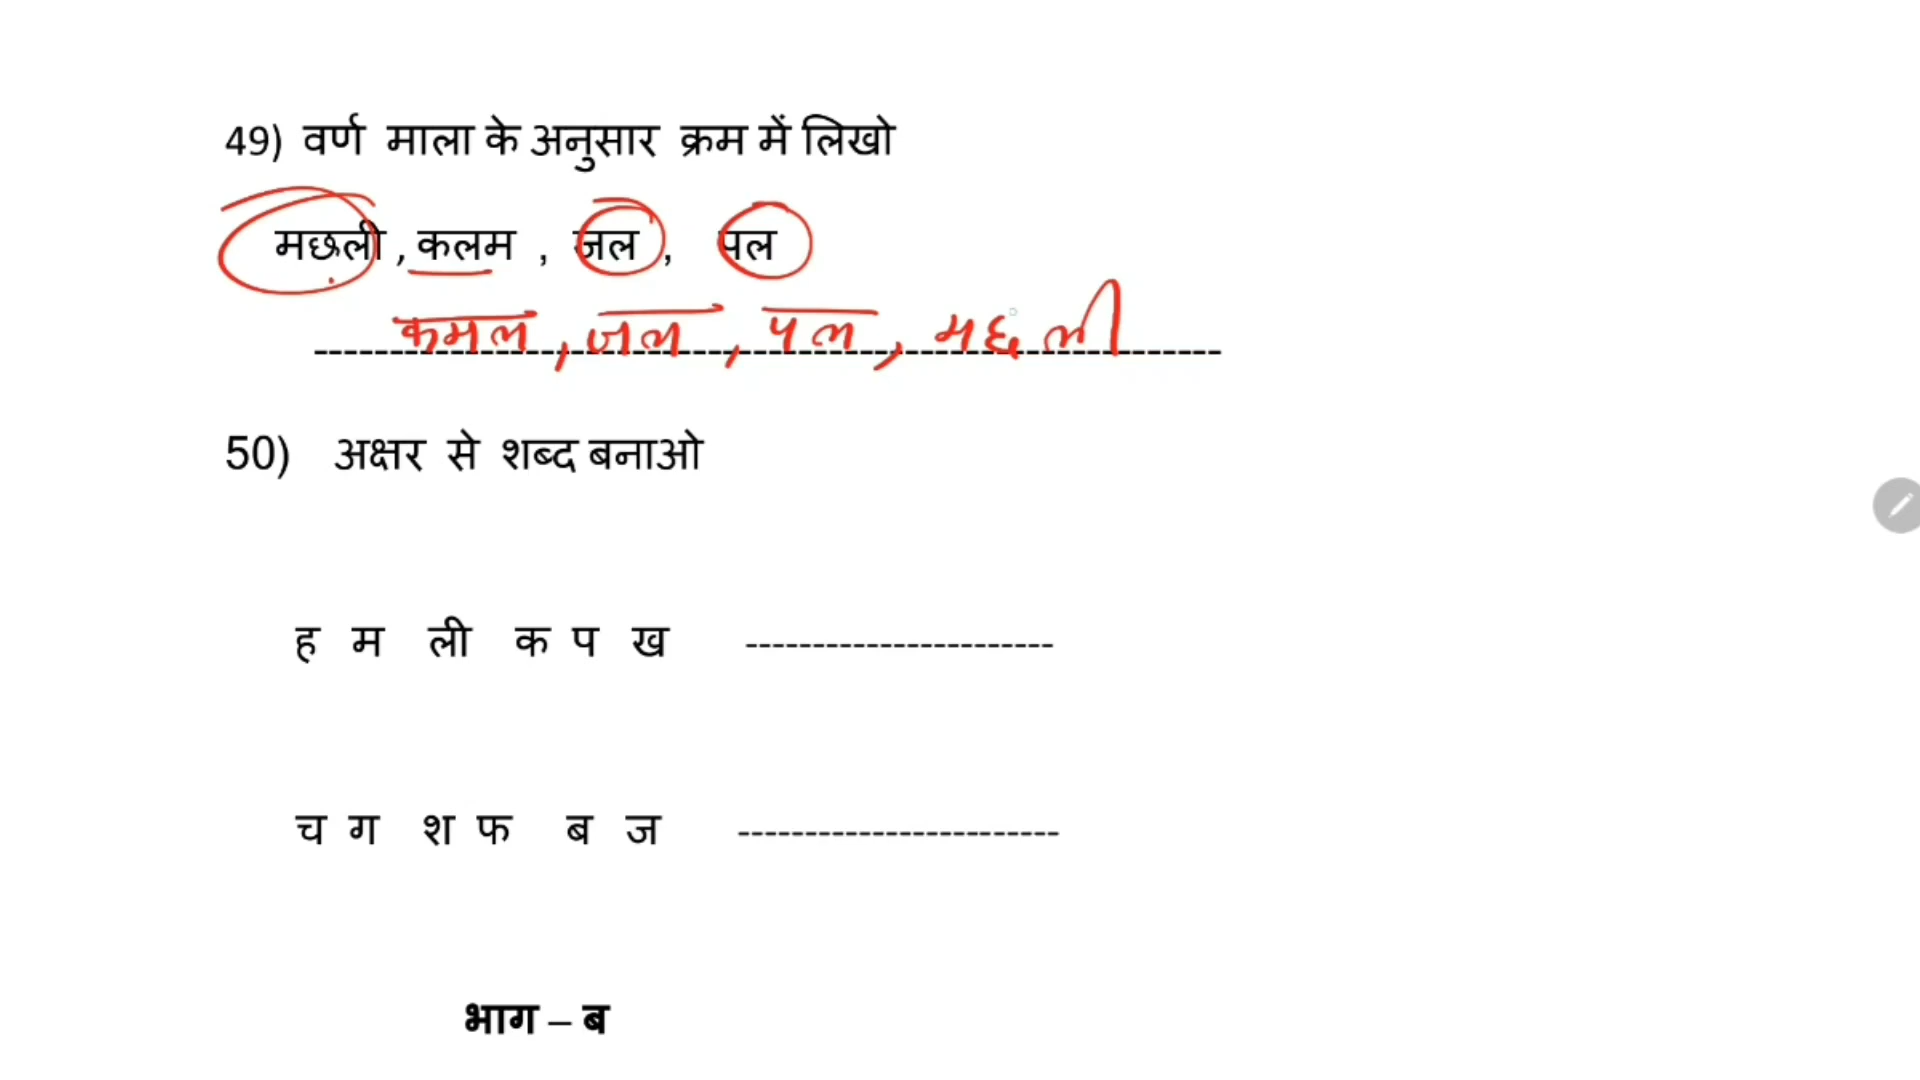 49) वर्ण माला के अनुसार क्रम में लिखो
मछली , कलम , जल , पल
कमल , जल , पल , मछली
50) अक्षर से शब्द बनाओ
ह म ली क प ख -----------------------
च ग श फ ब ज ------------------------
भाग – ब